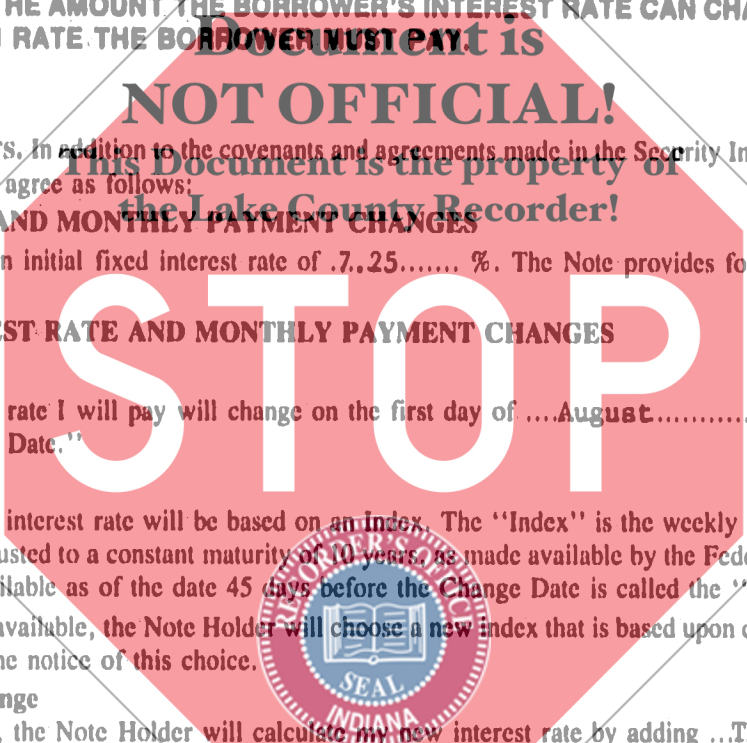 HE AMOUNT THE BORROWER'S INTEREST RATE CAN CHA
RATE THE BORROWER MUST PAY.
Document is
NOT OFFICIAL!
This Document is the property of
the Lake County Recorder!
rs. In addition to the covenants and agreements made in the Security In
agree as follows:
AND MONTHLY PAYMENT CHANGES
n initial fixed interest rate of .7.25....... %. The Note provides fo
EST RATE AND MONTHLY PAYMENT CHANGES
STOP
rate I will pay will change on the first day of ....August...........,
Date."
interest rate will be based on an Index. The "Index" is the weekly
usted to a constant maturity of 10 years, as made available by the Fede
ilable as of the date 45 days before the Change Date is called the "
available, the Note Holder will choose a new index that is based upon
ne notice of this choice.
nge
, the Note Holder will calculate my new interest rate by adding ...T
RECORDER'S OFFICE
SEAL
INDIANA